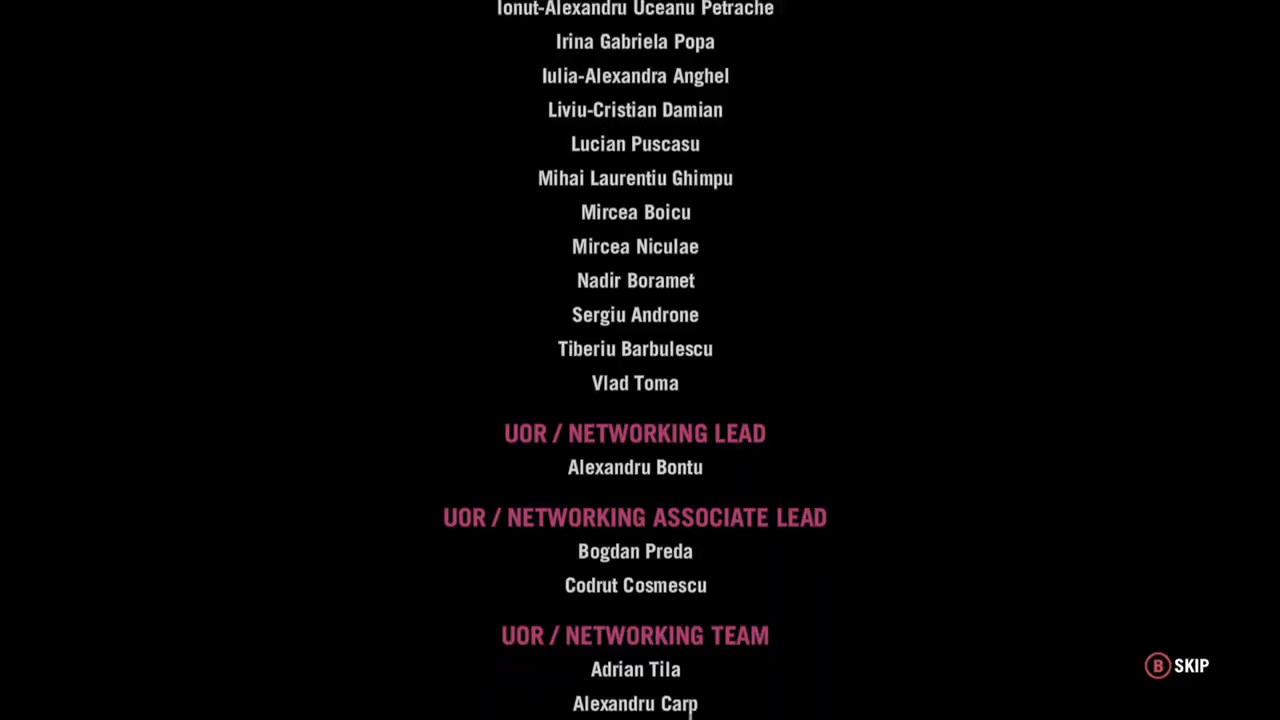 Ionut-Alexandru Uceanu Petrache
Irina Gabriela Popa
Iulia-Alexandra Anghel
Liviu-Cristian Damian
Lucian Puscasu
Mihai Laurentiu Ghimpu
Mircea Boicu
Mircea Niculae
Nadir Boramet
Sergiu Androne
Tiberiu Barbulescu
Vlad Toma
UOR / NETWORKING LEAD
Alexandru Bontu
UOR / NETWORKING ASSOCIATE LEAD
Bogdan Preda
Codrut Cosmescu
UOR / NETWORKING TEAM
Adrian Tila
B SKIP
Alexandru Carp